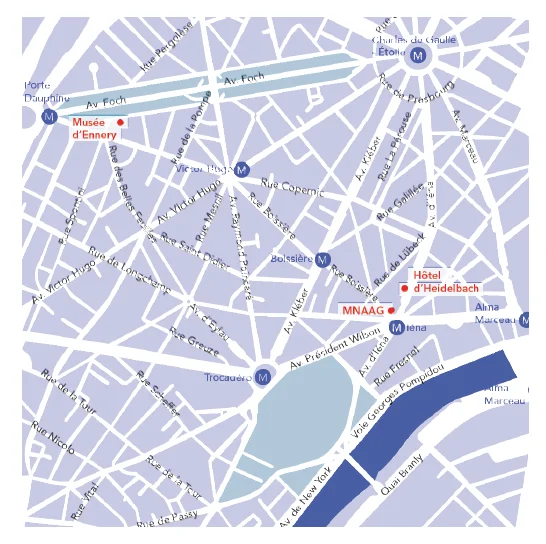 Rue Pergolèse
Charles de Gaulle
- Étoile
M
Av. Foch
Av. Foch
Porte
Dauphine
M
Rue de Presbourg
Musée
d'Ennery
Rue de la Pompe
Av. Kléber
Rue La Pérouse
Av. Marceau
Victor Hugo
M
Rue des Belles Feuilles
Rue Copernic
Av. Victor Hugo
Rue Mesnil
Av. Raymond Poincaré
Rue Boissière
Rue Galilée
Av. d'Iéna
Rue Spontini
Rue Saint Didier
Rue de Longchamp
Av. Victor Hugo
Boissière
M
Rue Boissière
Rue de Lübeck
Hôtel
d'Heidelbach
MNAAG
Alma
Marceau
M
Iéna
M
Av. Kléber
Av. d'Eylau
Rue Greuze
Av. Président Wilson
Av. d'Iéna
Rue Fresnel
Trocadéro
M
Voie Georges Pompidou
Alma
Marceau
Rue de la Tour
Rue Scheffer
Rue Nicolo
Rue de la Tour
Rue Vital
Rue de Passy
Av. de New York
Quai Branly